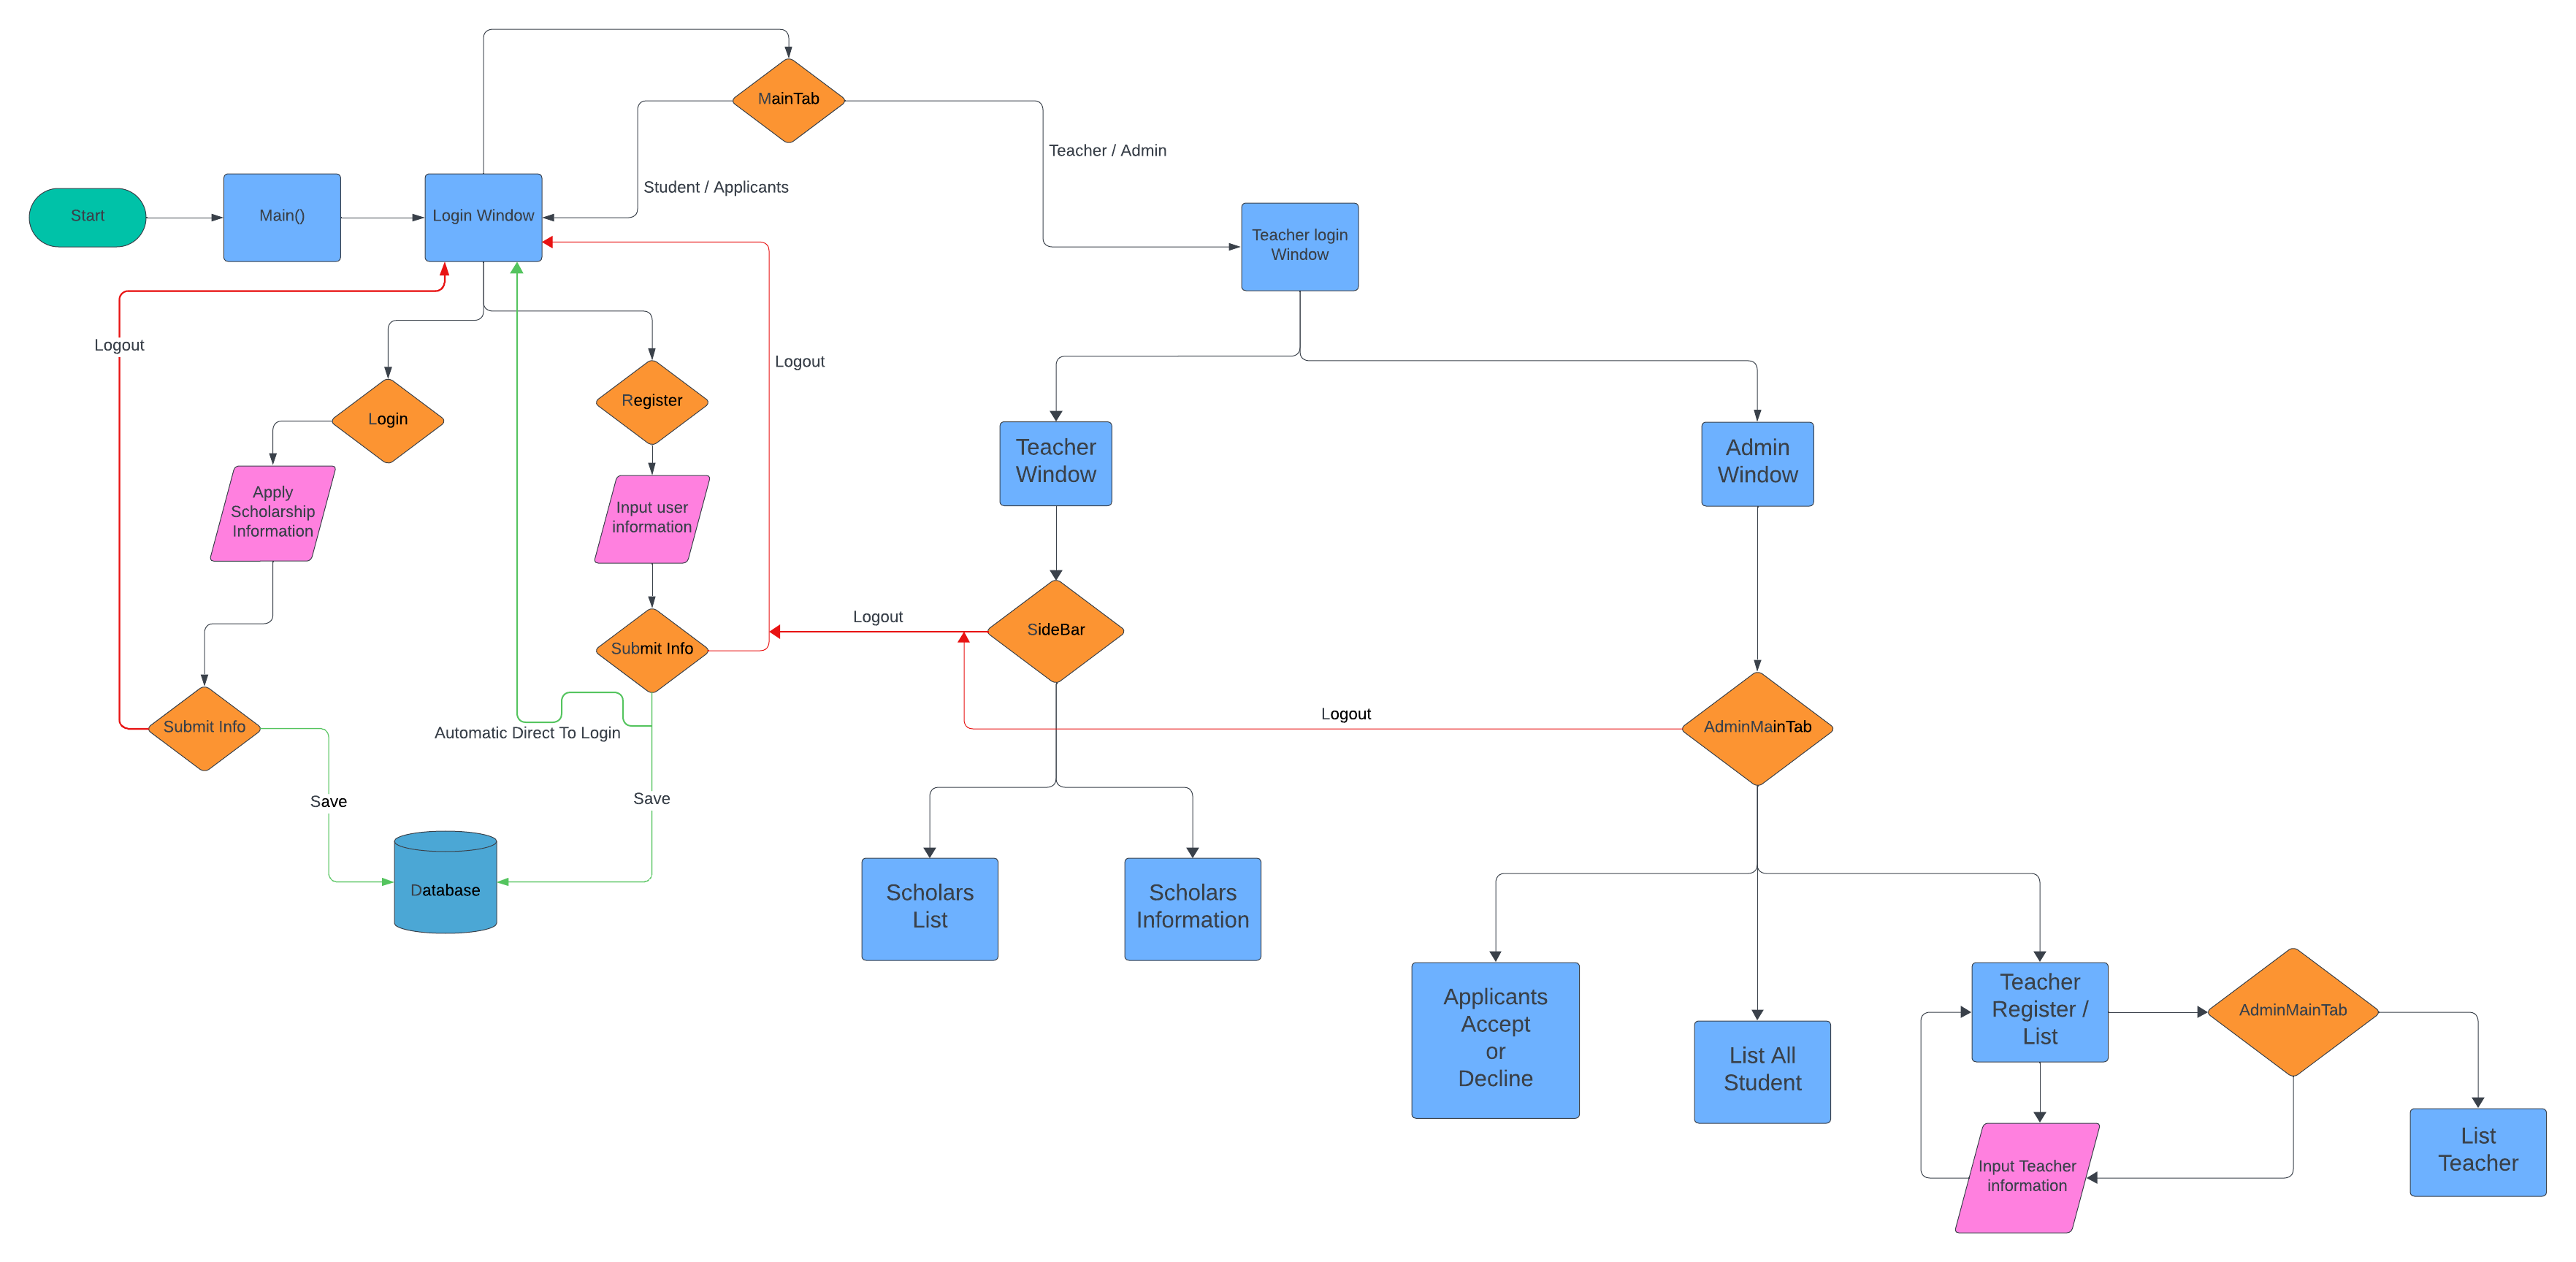 MainTab
Teacher / Admin
Student / Applicants
Start
Main()
Login Window
Teacher login
Window
Logout
Logout
Register
Login
Teacher
Window
Admin
Window
Apply
Scholarship
Information
Input user
information
Logout
SideBar
Submit Info
Submit Info
Automatic Direct To Login
Logout
AdminMainTab
Save
Save
Database
Scholars
List
Scholars
Information
Applicants
Accept
or
Decline
List All
Student
Teacher
Register /
List
AdminMainTab
Input Teacher
information
List
Teacher